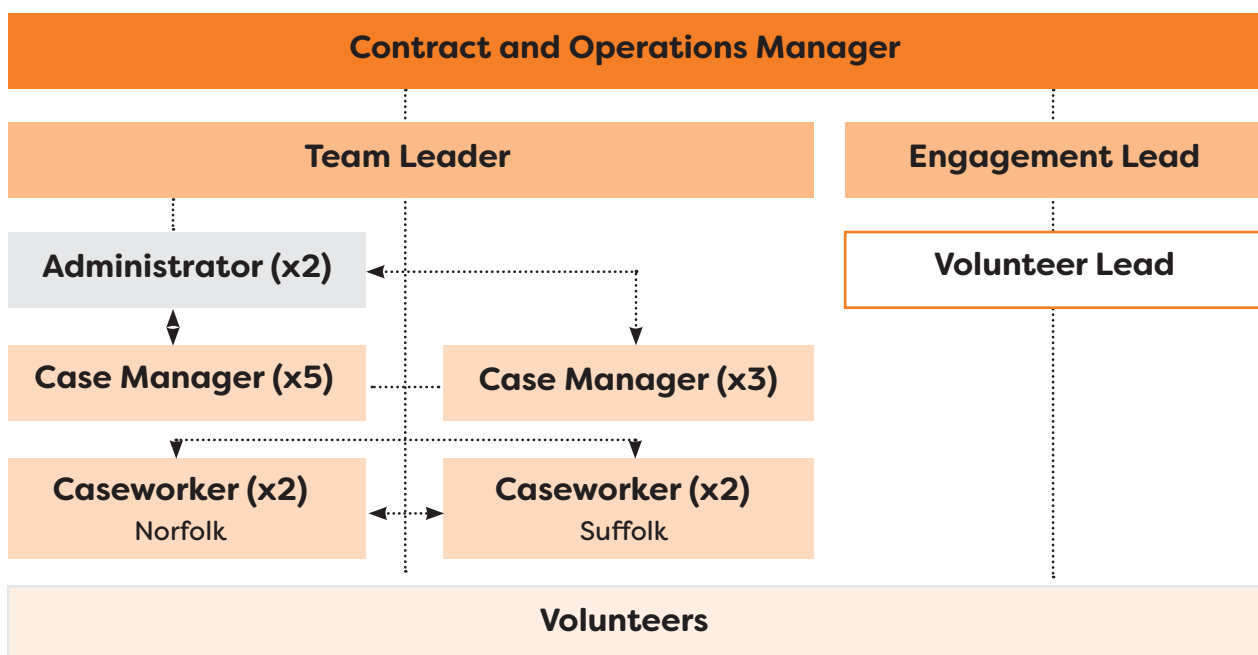 Contract and Operations Manager
Team Leader
Engagement Lead
Administrator (x2)
Volunteer Lead
Case Manager (x5)
Case Manager (x3)
Caseworker (x2)
Norfolk
Caseworker (x2)
Suffolk
Volunteers